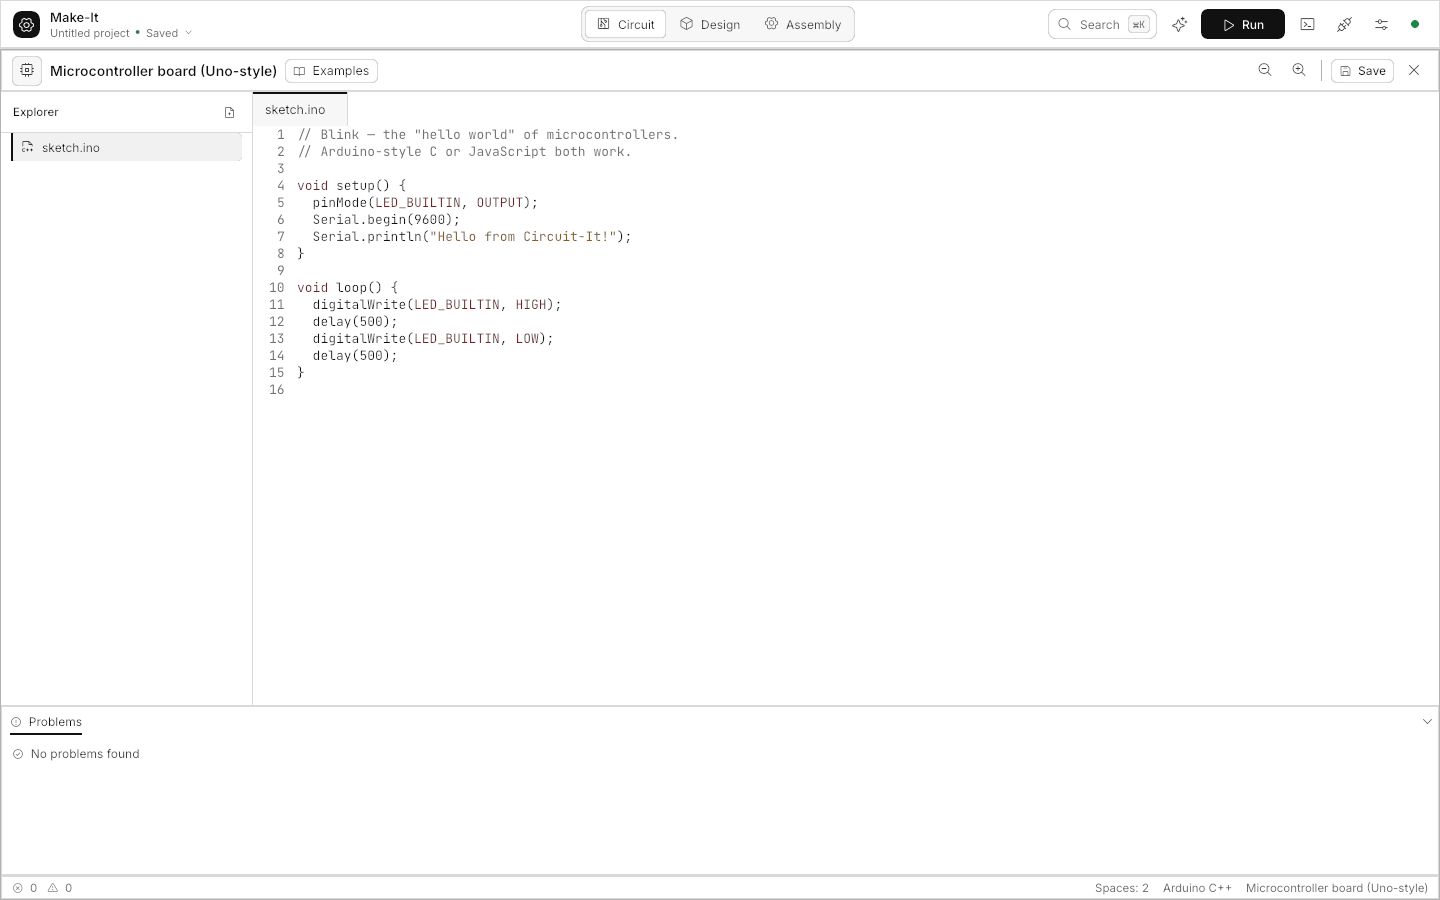 Make-It
Untitled project • Saved
Circuit
Design
Assembly
Search
⌘K
Run
Microcontroller board (Uno-style)
Examples
Save
Explorer
sketch.ino
sketch.ino
1 // Blink — the "hello world" of microcontrollers.
2 // Arduino-style C or JavaScript both work.
3
4 void setup() {
5   pinMode(LED_BUILTIN, OUTPUT);
6   Serial.begin(9600);
7   Serial.println("Hello from Circuit-It!");
8 }
9
10 void loop() {
11   digitalWrite(LED_BUILTIN, HIGH);
12   delay(500);
13   digitalWrite(LED_BUILTIN, LOW);
14   delay(500);
15 }
16
Problems
No problems found
0 0
Spaces: 2 Arduino C++ Microcontroller board (Uno-style)